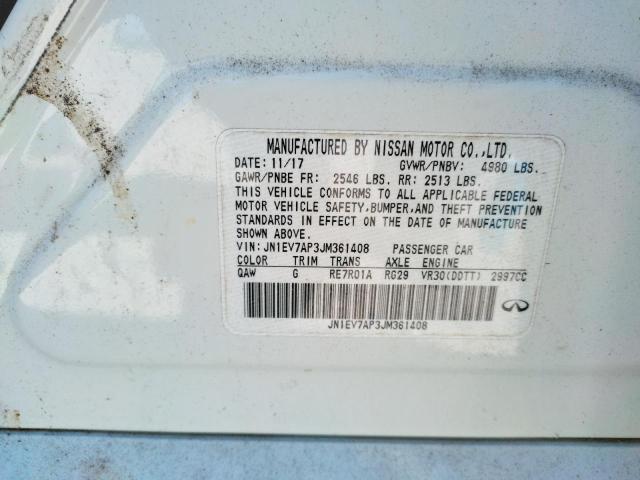 MANUFACTURED BY NISSAN MOTOR CO.,LTD.
DATE: 11/17 GVWR/PNBV: 4980 LBS.
GAWR/PNBE FR: 2546 LBS. RR: 2513 LBS.
THIS VEHICLE CONFORMS TO ALL APPLICABLE FEDERAL
MOTOR VEHICLE SAFETY,BUMPER,AND THEFT PREVENTION
STANDARDS IN EFFECT ON THE DATE OF MANUFACTURE
SHOWN ABOVE.
VIN: JN1EV7AP3JM361408 PASSENGER CAR
COLOR TRIM TRANS AXLE ENGINE
QAW G RE7R01A RG29 VR30(DDTT) 2997CC
JN1EV7AP3JM361408